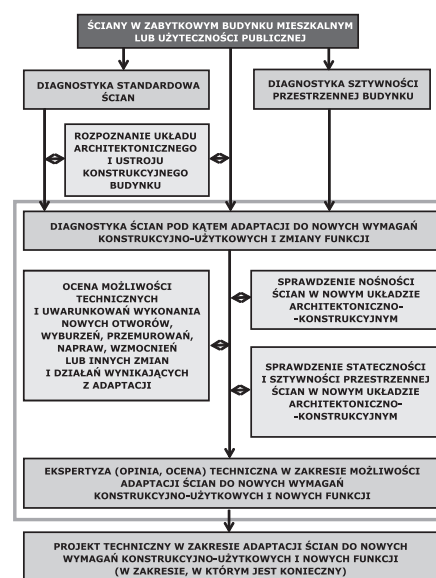 ŚCIANY W ZABYTKOWYM BUDYNKU MIESZKALNYM
LUB UŻYTECZNOŚCI PUBLICZNEJ
DIAGNOSTYKA STANDARDOWA
ŚCIAN
DIAGNOSTYKA SZTYWNOŚCI
PRZESTRZENNEJ BUDYNKU
ROZPOZNANIE UKŁADU
ARCHITEKTONICZNEGO
I USTROJU
KONSTRUKCYJNEGO
BUDYNKU
DIAGNOSTYKA ŚCIAN POD KĄTEM ADAPTACJI DO NOWYCH WYMAGAŃ
KONSTRUKCYJNO-UŻYTKOWYCH I ZMIANY FUNKCJI
OCENA MOŻLIWOŚCI
TECHNICZNYCH
I UWARUNKOWAŃ WYKONANIA
NOWYCH OTWORÓW,
WYBURZEŃ, PRZEMUROWAŃ,
NAPRAW, WZMOCNIEŃ
LUB INNYCH ZMIAN
I DZIAŁAŃ WYNIKAJĄCYCH
Z ADAPTACJI
SPRAWDZENIE NOŚNOŚCI
ŚCIAN W NOWYM UKŁADZIE
ARCHITEKTONICZNO-
-KONSTRUKCYJNYM
SPRAWDZENIE STATECZNOŚCI
I SZTYWNOŚCI PRZESTRZENNEJ
ŚCIAN W NOWYM UKŁADZIE
ARCHITEKTONICZNO-
-KONSTRUKCYJNYM
EKSPERTYZA (OPINIA, OCENA) TECHNICZNA W ZAKRESIE MOŻLIWOŚCI
ADAPTACJI ŚCIAN DO NOWYCH WYMAGAŃ
KONSTRUKCYJNO-UŻYTKOWYCH I NOWYCH FUNKCJI
PROJEKT TECHNICZNY W ZAKRESIE ADAPTACJI ŚCIAN DO NOWYCH
WYMAGAŃ KONSTRUKCYJNO-UŻYTKOWYCH I NOWYCH FUNKCJI
(W ZAKRESIE, W KTÓRYM JEST KONIECZNY)